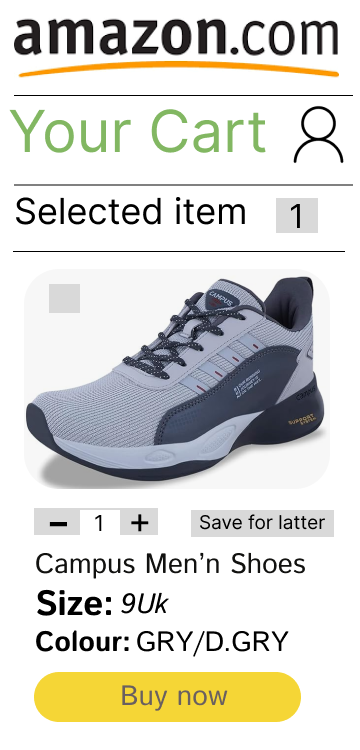 amazon.com
Your Cart
Selected item 1
CAMPUS
SUPPORT
SYSTEM
- 1 + Save for latter
Campus Men’n Shoes
Size: 9Uk
Colour: GRY/D.GRY
Buy now